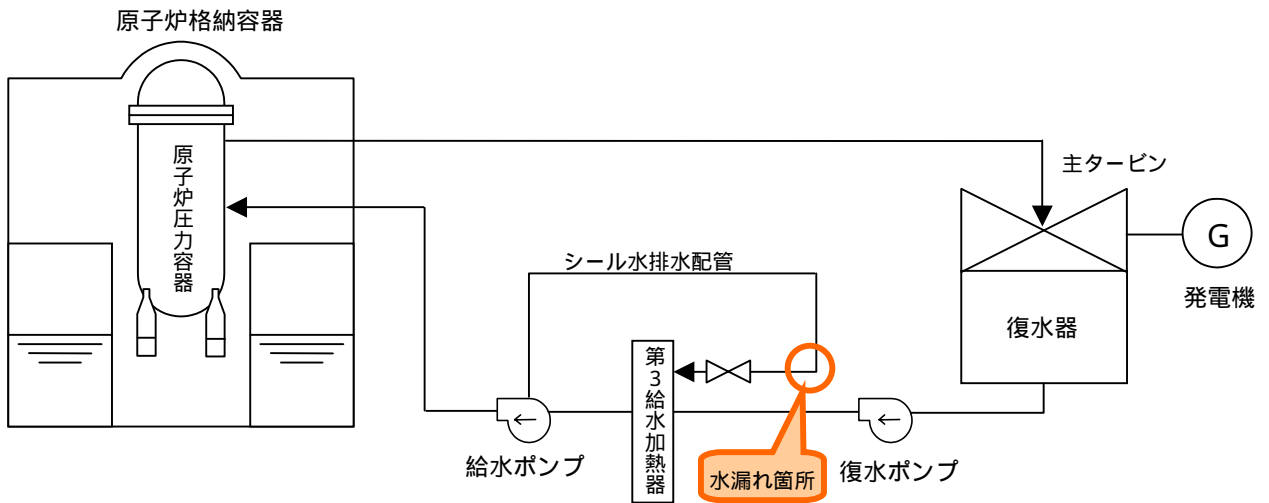 原子炉格納容器
原子炉圧力容器
主タービン
G
発電機
シール水排水配管
復水器
第3給水加熱器
給水ポンプ
水漏れ箇所
復水ポンプ